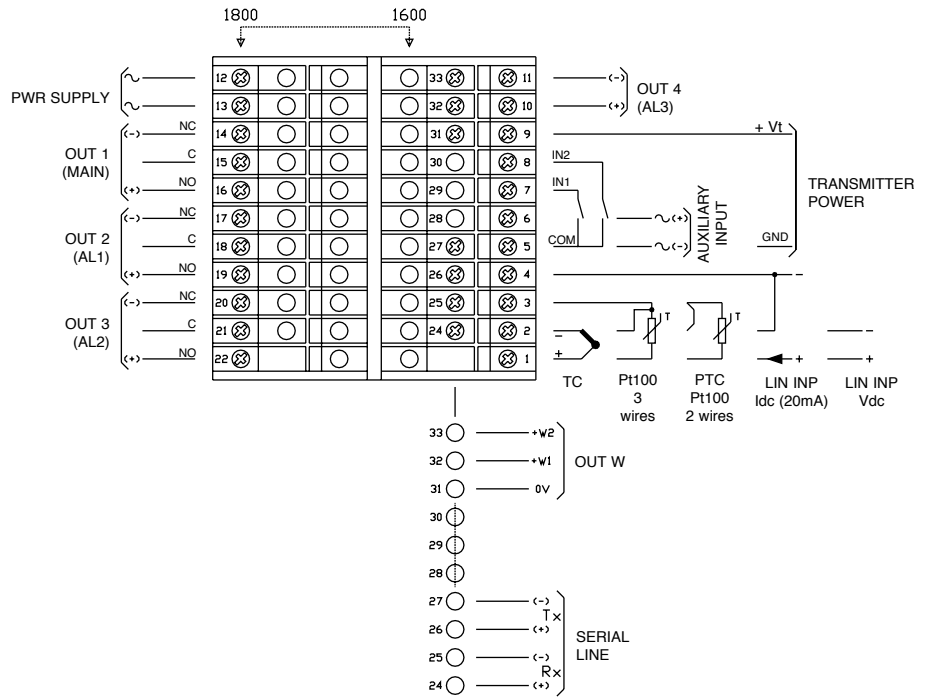 1800 1600
PWR SUPPLY
OUT 1
(MAIN)
(-) NC
C
(+) NO
OUT 2
(AL1)
(-) NC
C
(+) NO
OUT 3
(AL2)
(-) NC
C
(+) NO
12 33 11
13 32 10
14 31 9
15 30 8
16 29 7
17 28 6
18 27 5
19 26 4
20 25 3
21 24 2
22 1
(-)
(+)
OUT 4
(AL3)
+ Vt
IN2
IN1
COM
(+)
(-)
AUXILIARY
INPUT
GND
TRANSMITTER
POWER
-
T T
- -
+ + +
TC
Pt100
3
wires
PTC
Pt100
2 wires
LIN INP
Idc (20mA)
LIN INP
Vdc
33 +W2
32 +W1
31 0V
OUT W
30
29
28
27 (-)
Tx
26 (+)
25 (-)
Rx
24 (+)
SERIAL
LINE